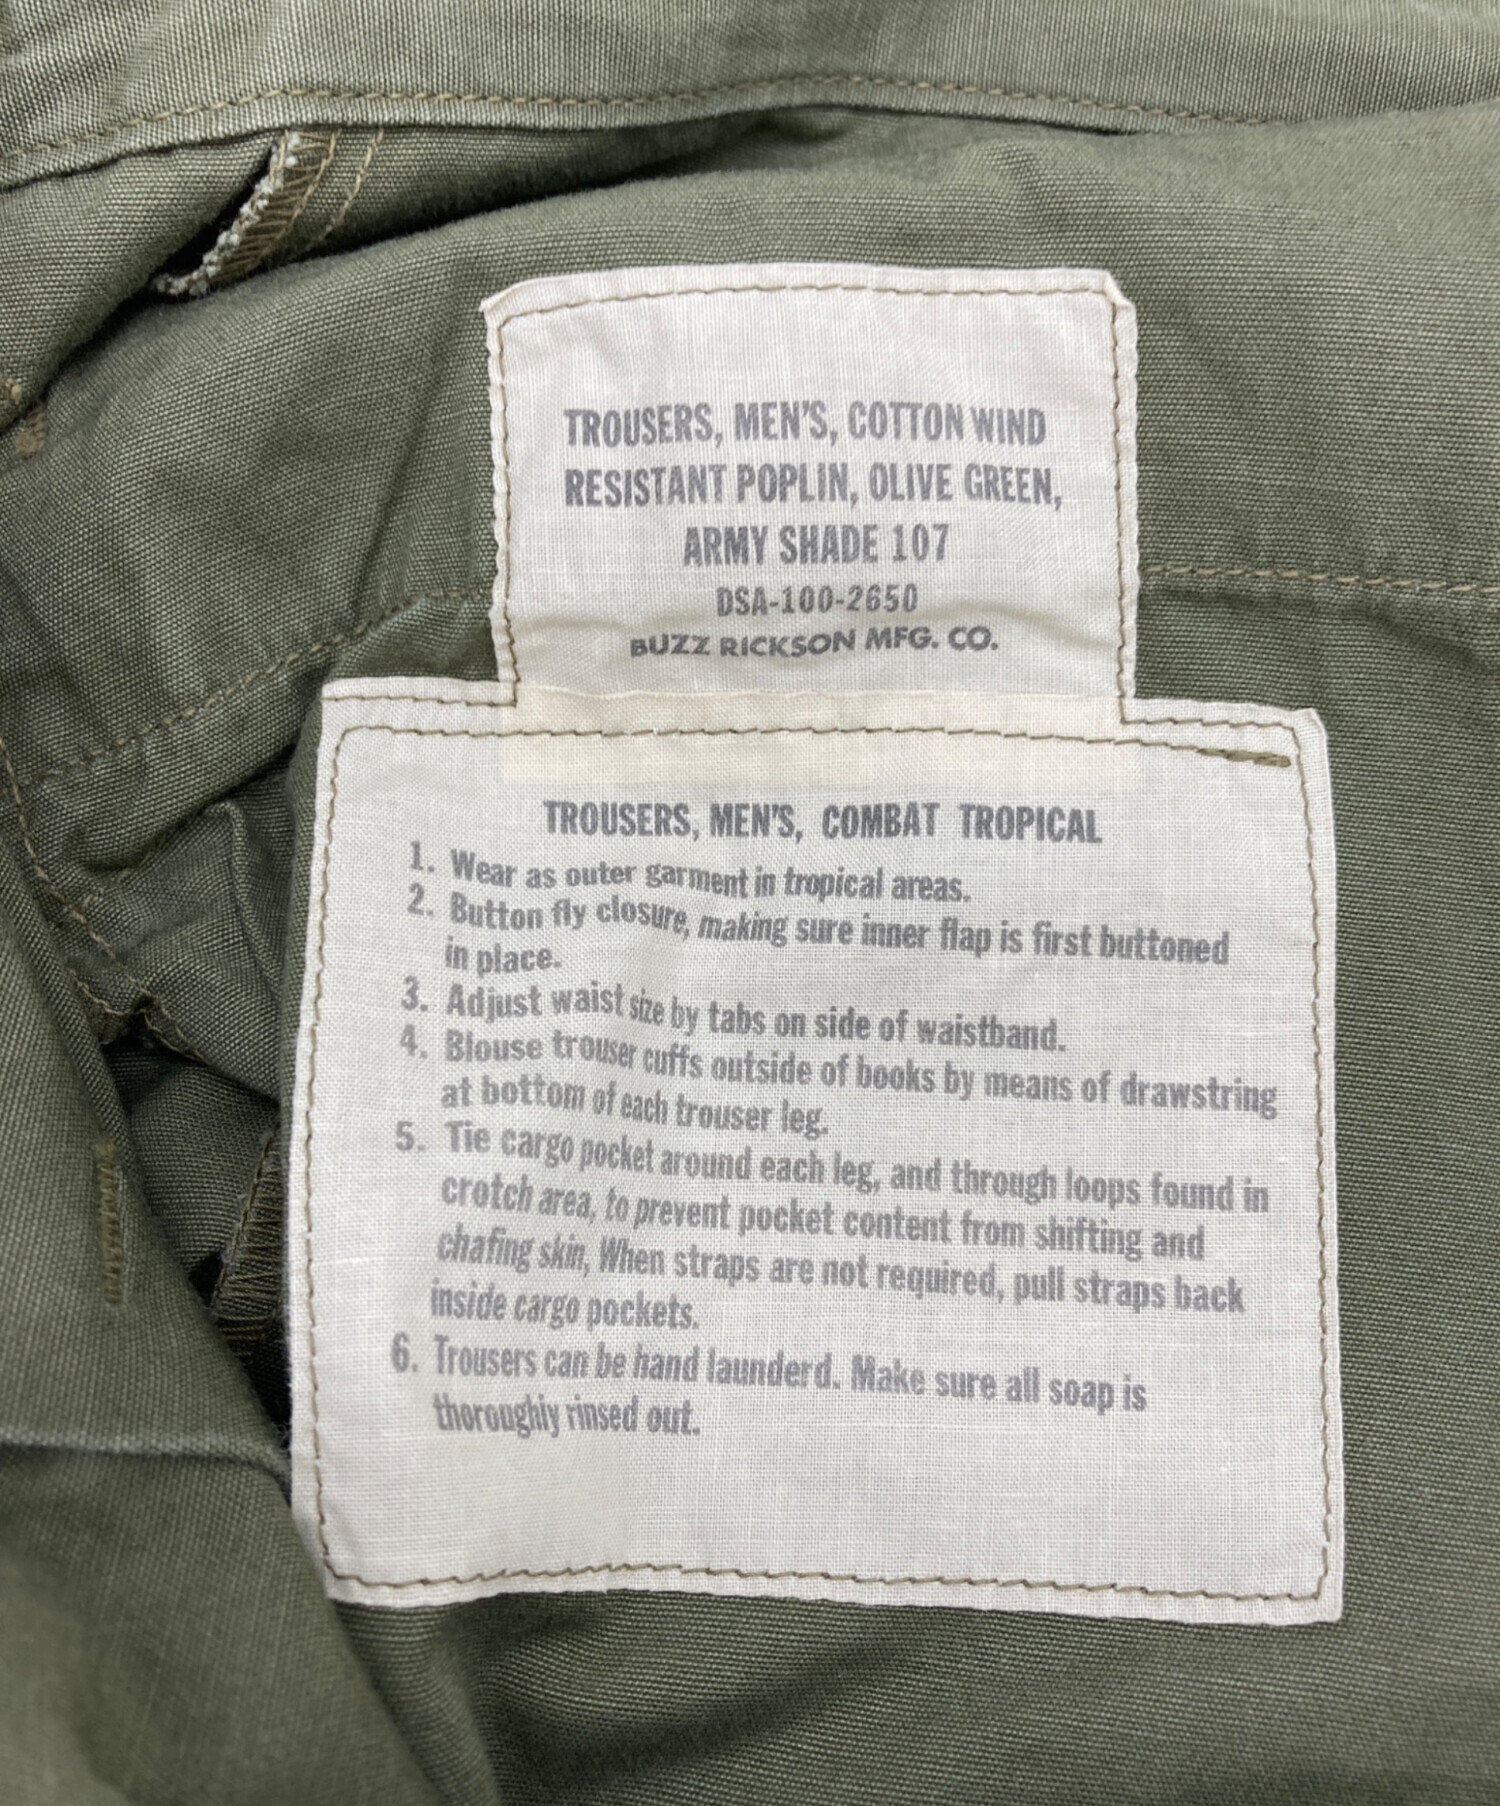 TROUSERS, MEN'S, COTTON WIND
RESISTANT POPLIN, OLIVE GREEN,
ARMY SHADE 107
DSA-100-2650
BUZZ RICKSON MFG. CO.
TROUSERS, MEN'S, COMBAT TROPICAL
1. Wear as outer garment in tropical areas.
2. Button fly closure, making sure inner flap is first buttoned
in place.
3. Adjust waist size by tabs on side of waistband.
4. Blouse trouser cuffs outside of books by means of drawstring
at bottom of each trouser leg.
5. Tie cargo pocket around each leg, and through loops found in
crotch area, to prevent pocket content from shifting and
chafing skin, When straps are not required, pull straps back
inside cargo pockets.
6. Trousers can be hand launderd. Make sure all soap is
thoroughiy rinsed out.